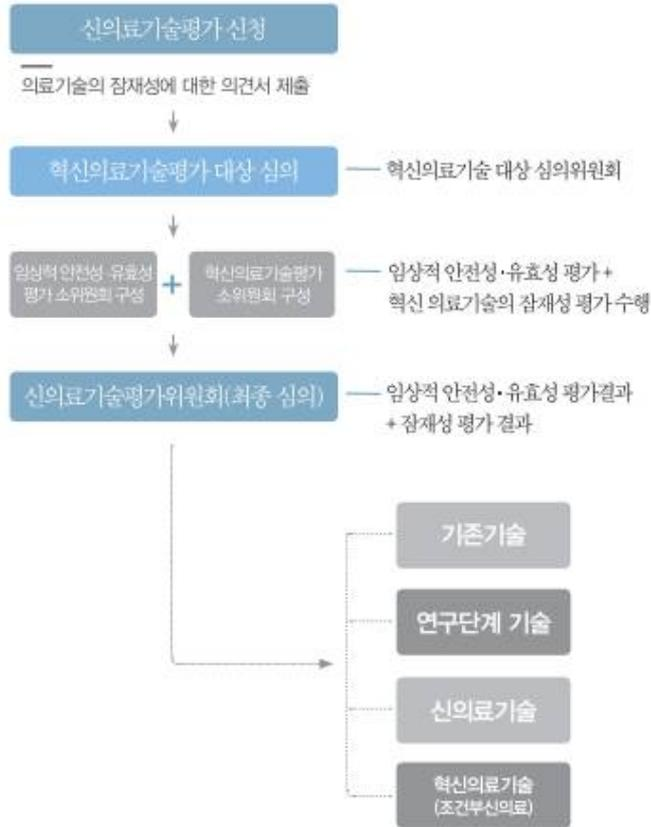 신의료기술평가 신청
의료기술의 잠재성에 대한 의견서 제출
혁신의료기술평가 대상 심의
혁신의료기술 대상 심의위원회
임상적 안전성·유효성
평가 소위원회 구성
+
혁신의료기술평가
소위원회 구성
임상적 안전성·유효성 평가 +
혁신 의료기술의 잠재성 평가 수행
신의료기술평가위원회(최종 심의)
임상적 안전성·유효성 평가결과
+ 잠재성 평가 결과
기존기술
연구단계 기술
신의료기술
혁신의료기술
(조건부신의료)